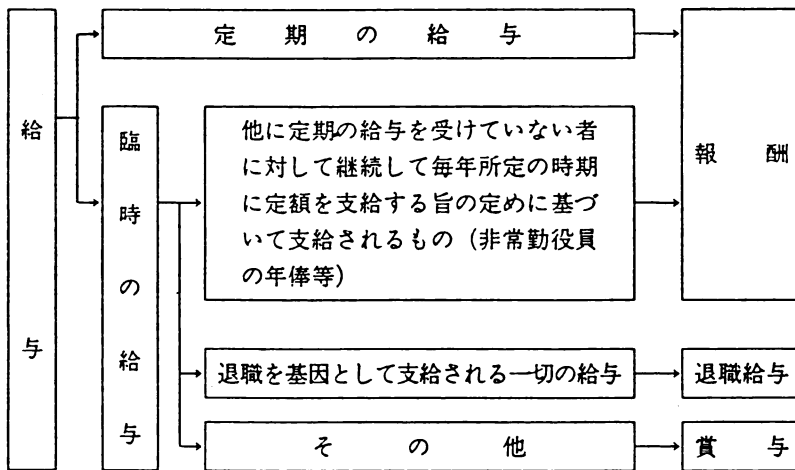 給与
定期の給与
報酬
臨時の給与
他に定期の給与を受けていない者
に対して継続して毎年所定の時期
に定額を支給する旨の定めに基づ
いて支給されるもの（非常勤役員
の年俸等）
退職を基因として支給される一切の給与
退職給与
その他
賞与